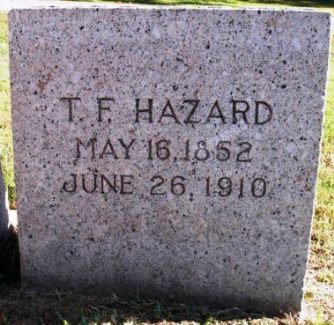 T. F. HAZARD
MAY 16, 1852
JUNE 26, 1910